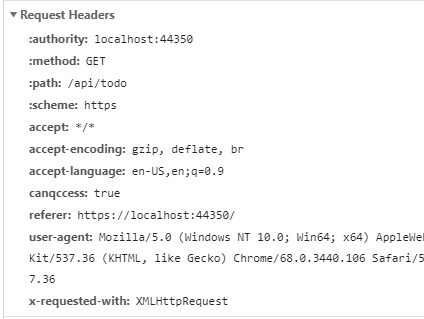 Request Headers
:authority: localhost:44350
:method: GET
:path: /api/todo
:scheme: https
accept: */*
accept-encoding: gzip, deflate, br
accept-language: en-US,en;q=0.9
canqccess: true
referer: https://localhost:44350/
user-agent: Mozilla/5.0 (Windows NT 10.0; Win64; x64) AppleWeb
Kit/537.36 (KHTML, like Gecko) Chrome/68.0.3440.106 Safari/5
7.36
x-requested-with: XMLHttpRequest